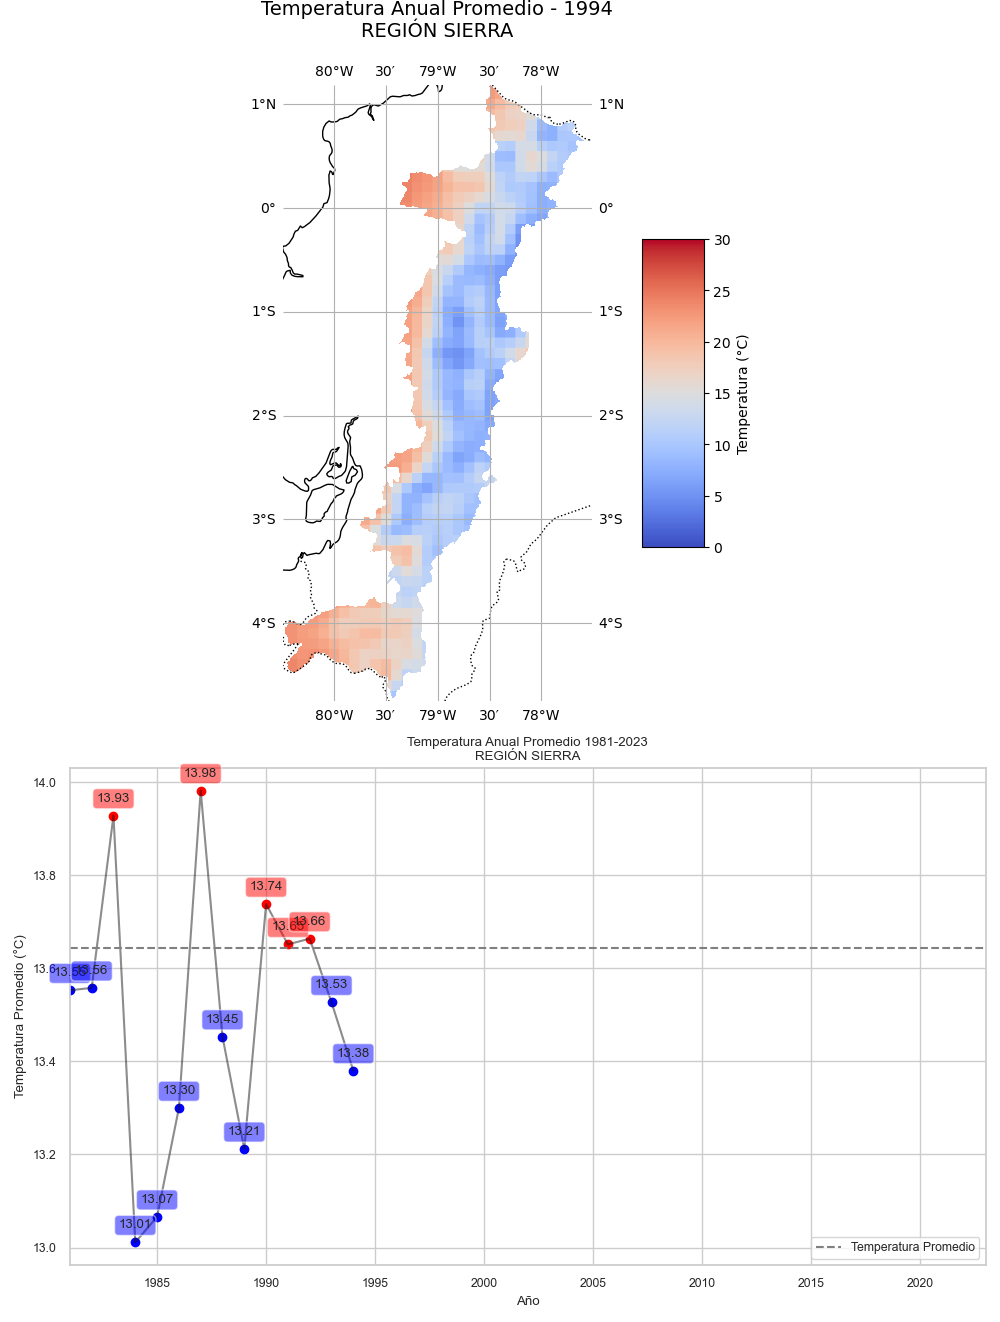 Temperatura Anual Promedio - 1994
REGIÓN SIERRA
80°W 30′ 79°W 30′ 78°W
1°N 1°N
0° 0°
1°S 1°S
2°S 2°S
3°S 3°S
4°S 4°S
80°W 30′ 79°W 30′ 78°W
30
25
20
15
10
5
0
Temperatura (°C)
Temperatura Anual Promedio 1981-2023
REGIÓN SIERRA
14.0
13.8
13.6
13.4
13.2
13.0
Temperatura Promedio (°C)
13.56
13.93
13.01
13.07
13.30
13.98
13.45
13.21
13.74
13.65
13.66
13.53
13.38
Temperatura Promedio
1985 1990 1995 2000 2005 2010 2015 2020
Año